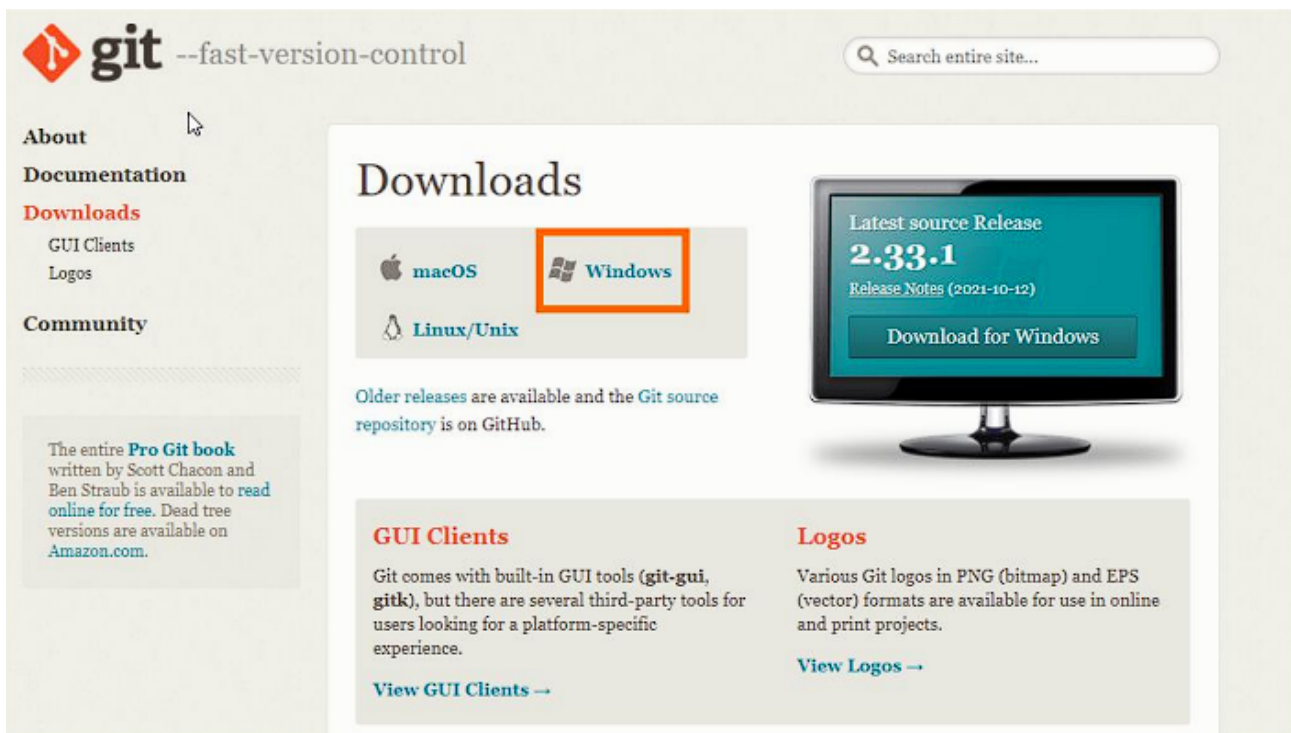 git --fast-version-control
Search entire site...
About
Documentation
Downloads
GUI Clients
Logos
Community
The entire Pro Git book
written by Scott Chacon and
Ben Straub is available to read
online for free. Dead tree
versions are available on
Amazon.com.
Downloads
macOS
Windows
Linux/Unix
Older releases are available and the Git source
repository is on GitHub.
Latest source Release
2.33.1
Release Notes (2021-10-12)
Download for Windows
GUI Clients
Git comes with built-in GUI tools (git-gui,
gitk), but there are several third-party tools for
users looking for a platform-specific
experience.
View GUI Clients →
Logos
Various Git logos in PNG (bitmap) and EPS
(vector) formats are available for use in online
and print projects.
View Logos →